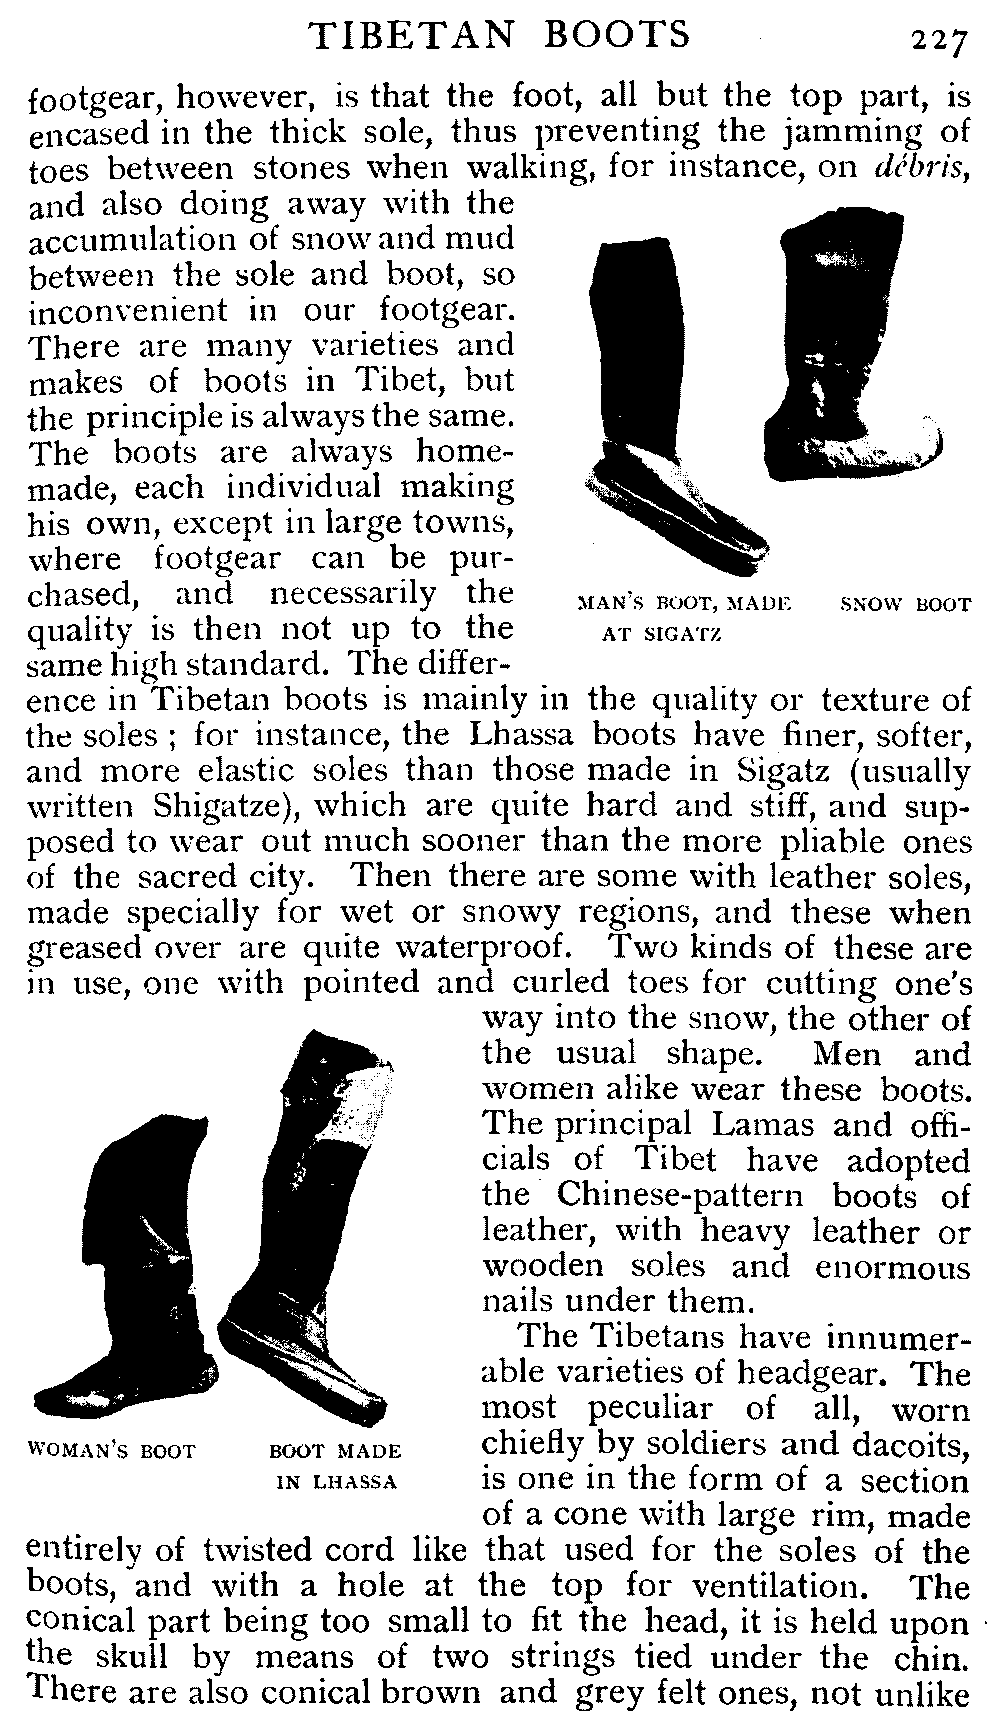 TIBETAN BOOTS 227
footgear, however, is that the foot, all but the top part, is
encased in the thick sole, thus preventing the jamming of
toes between stones when walking, for instance, on débris,
and also doing away with the
accumulation of snow and mud
between the sole and boot, so
inconvenient in our footgear.
There are many varieties and
makes of boots in Tibet, but
the principle is always the same.
The boots are always home-
made, each individual making
his own, except in large towns,
where footgear can be pur-
chased, and necessarily the
quality is then not up to the
same high standard. The differ-
MAN'S BOOT, MADE
AT SIGATZ
SNOW BOOT
ence in Tibetan boots is mainly in the quality or texture of
the soles ; for instance, the Lhassa boots have finer, softer,
and more elastic soles than those made in Sigatz (usually
written Shigatze), which are quite hard and stiff, and sup-
posed to wear out much sooner than the more pliable ones
of the sacred city. Then there are some with leather soles,
made specially for wet or snowy regions, and these when
greased over are quite waterproof. Two kinds of these are
in use, one with pointed and curled toes for cutting one's
way into the snow, the other of
the usual shape. Men and
women alike wear these boots.
The principal Lamas and offi-
cials of Tibet have adopted
the Chinese-pattern boots of
leather, with heavy leather or
wooden soles and enormous
nails under them.
The Tibetans have innumer-
able varieties of headgear. The
most peculiar of all, worn
chiefly by soldiers and dacoits,
is one in the form of a section
of a cone with large rim, made
WOMAN'S BOOT
BOOT MADE
IN LHASSA
entirely of twisted cord like that used for the soles of the
boots, and with a hole at the top for ventilation. The
conical part being too small to fit the head, it is held upon
the skull by means of two strings tied under the chin.
There are also conical brown and grey felt ones, not unlike